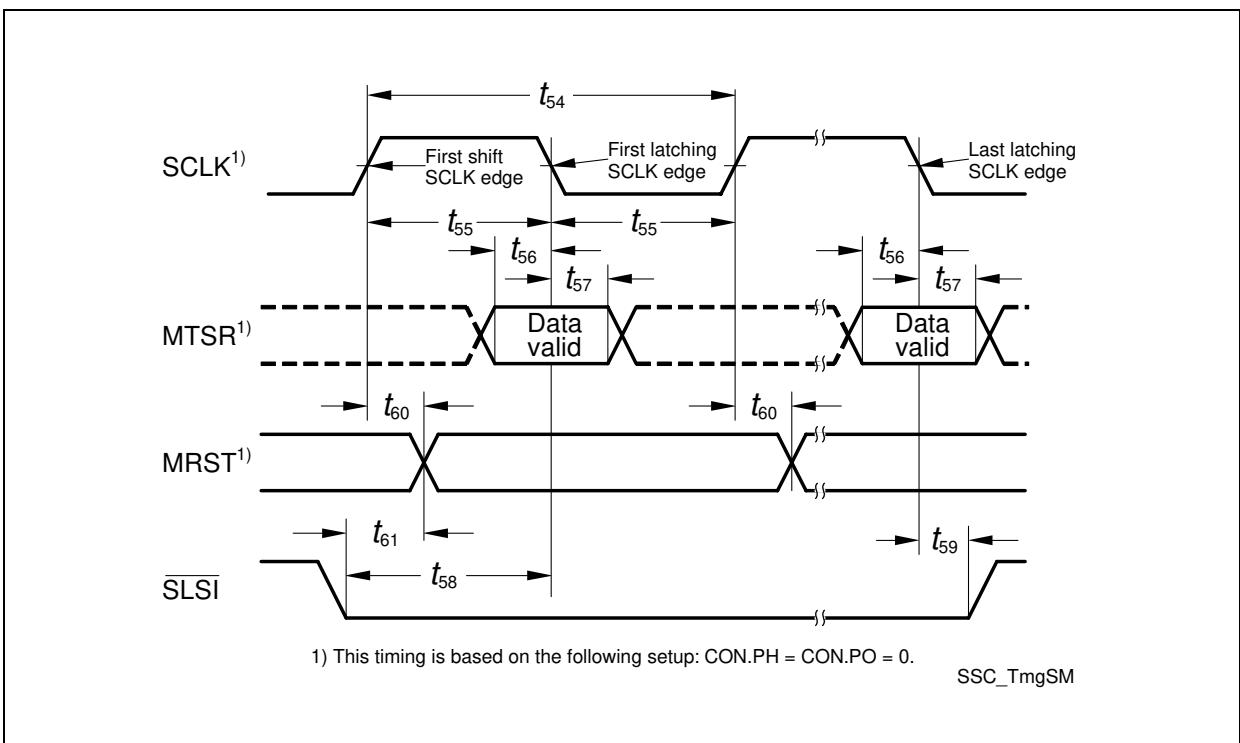 t54
SCLK1)
First shift
SCLK edge
First latching
SCLK edge
Last latching
SCLK edge
t55
t55
t56
t57
t56
t57
MTSR1)
Data
valid
Data
valid
t60
t60
MRST1)
t61
t59
t58
SLSI
1) This timing is based on the following setup: CON.PH = CON.PO = 0.
SSC_TmgSM